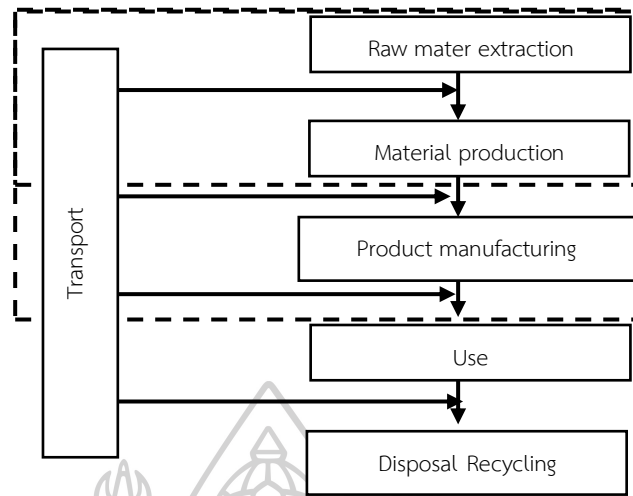 Raw mater extraction
Material production
Transport
Product manufacturing
Use
Disposal Recycling